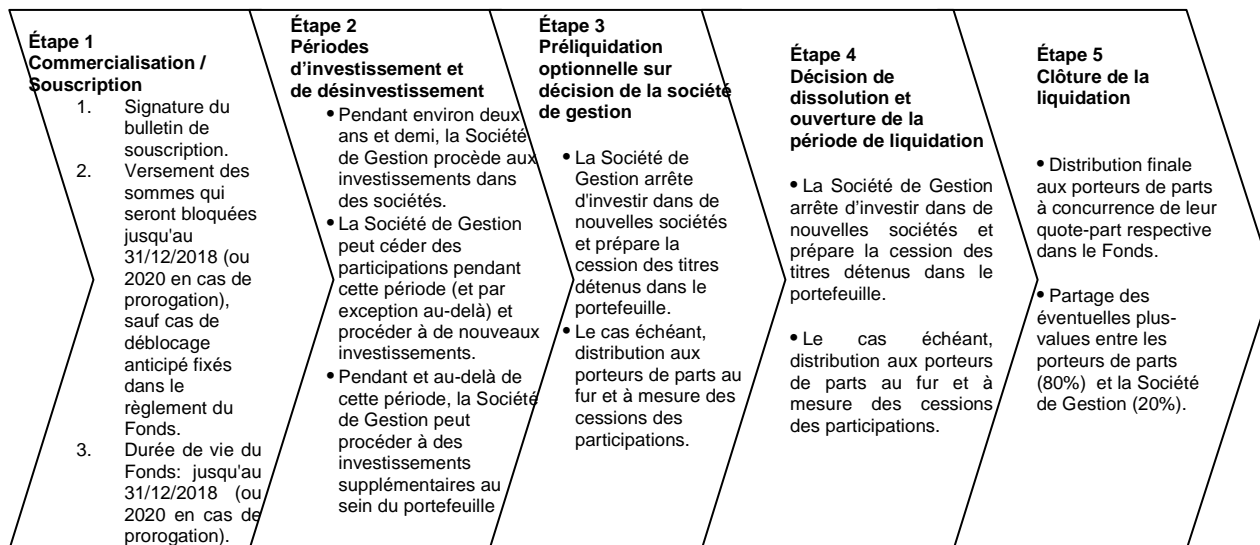 Étape 1
Commercialisation /
Souscription
1. Signature du
bulletin de
souscription.
2. Versement des
sommes qui
seront bloquées
jusqu'au
31/12/2018 (ou
2020 en cas de
prorogation),
sauf cas de
déblocage
anticipé fixés
dans le
règlement du
Fonds.
3. Durée de vie du
Fonds: jusqu'au
31/12/2018 (ou
2020 en cas de
prorogation).
Étape 2
Périodes
d’investissement et
de désinvestissement
• Pendant environ deux
ans et demi, la Société
de Gestion procède aux
investissements dans
des sociétés.
• La Société de Gestion
peut céder des
participations pendant
cette période (et par
exception au-delà) et
procéder à de nouveaux
investissements.
• Pendant et au-delà de
cette période, la Société
de Gestion peut
procéder à des
investissements
supplémentaires au
sein du portefeuille
Étape 3
Préliquidation
optionnelle sur
décision de la société
de gestion
• La Société de
Gestion arrête
d'investir dans de
nouvelles sociétés
et prépare la
cession des titres
détenus dans le
portefeuille.
• Le cas échéant,
distribution aux
porteurs de parts au
fur et à mesure des
cessions des
participations.
Étape 4
Décision de
dissolution et
ouverture de la
période de liquidation
• La Société de Gestion
arrête d’investir dans de
nouvelles sociétés et
prépare la cession des
titres détenus dans le
portefeuille.
• Le cas échéant,
distribution aux porteurs
de parts au fur et à
mesure des cessions
des participations.
Étape 5
Clôture de la
liquidation
• Distribution finale
aux porteurs de parts
à concurrence de leur
quote-part respective
dans le Fonds.
• Partage des
éventuelles plus-
values entre les
porteurs de parts
(80%) et la Société
de Gestion (20%).